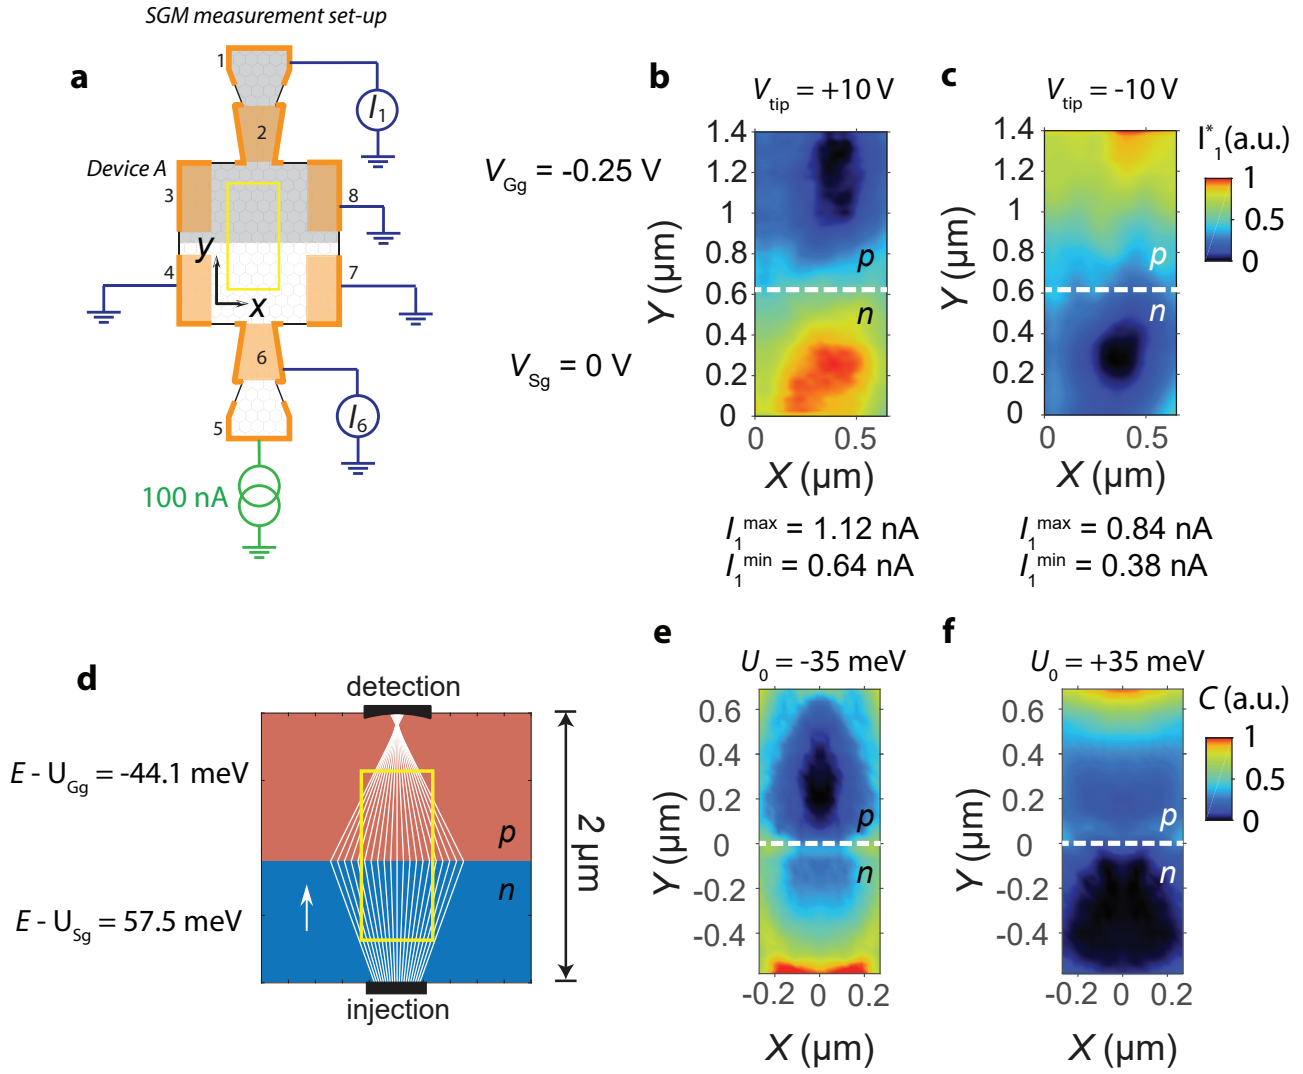 SGM measurement set-up
a
1
I1
2
Device A
3
8
y
x
4
7
6
I6
5
100 nA
VGg = -0.25 V
VSg = 0 V
b
Vtip = +10 V
1.4
1.2
1
0.8
0.6
0.4
0.2
0
Y (µm)
p
n
0
0.5
X (µm)
I1max = 1.12 nA
I1min = 0.64 nA
c
Vtip = -10 V
1.4
1.2
1
0.8
0.6
0.4
0.2
0
Y (µm)
p
n
0
0.5
X (µm)
I1max = 0.84 nA
I1min = 0.38 nA
I*1(a.u.)
1
0.5
0
d
detection
E - UGg = -44.1 meV
p
n
E - USg = 57.5 meV
2 µm
injection
e
U0 = -35 meV
0.6
0.4
0.2
0
-0.2
-0.4
Y (µm)
p
n
-0.2
0
0.2
X (µm)
f
U0 = +35 meV
0.6
0.4
0.2
0
-0.2
-0.4
Y (µm)
p
n
-0.2
0
0.2
X (µm)
C (a.u.)
1
0.5
0